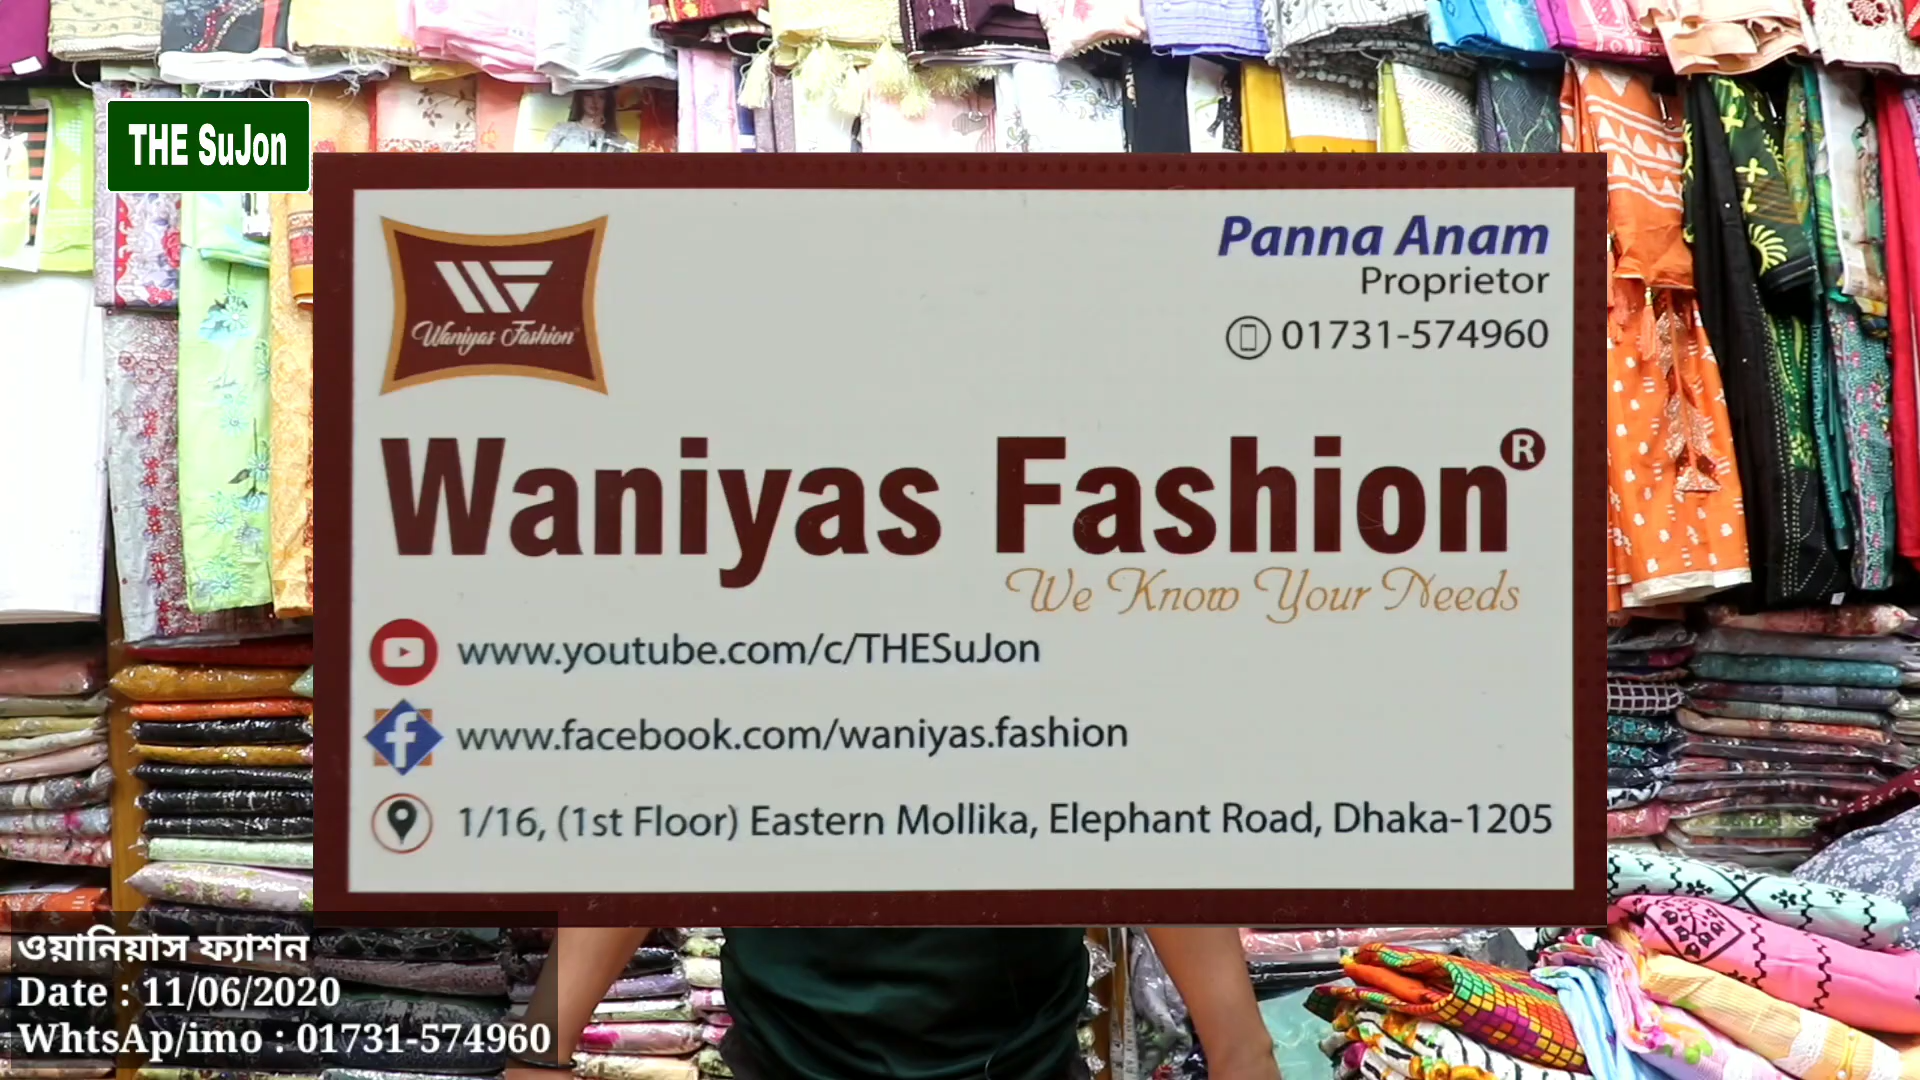 THE SuJon
WF
Waniyas Fashion
Panna Anam
Proprietor
01731-574960
Waniyas Fashion®
We Know Your Needs
www.youtube.com/c/THESuJon
www.facebook.com/waniyas.fashion
1/16, (1st Floor) Eastern Mollika, Elephant Road, Dhaka-1205
ওয়ানিয়াস ফ্যাশন
Date : 11/06/2020
WhtsAp/imo : 01731-574960